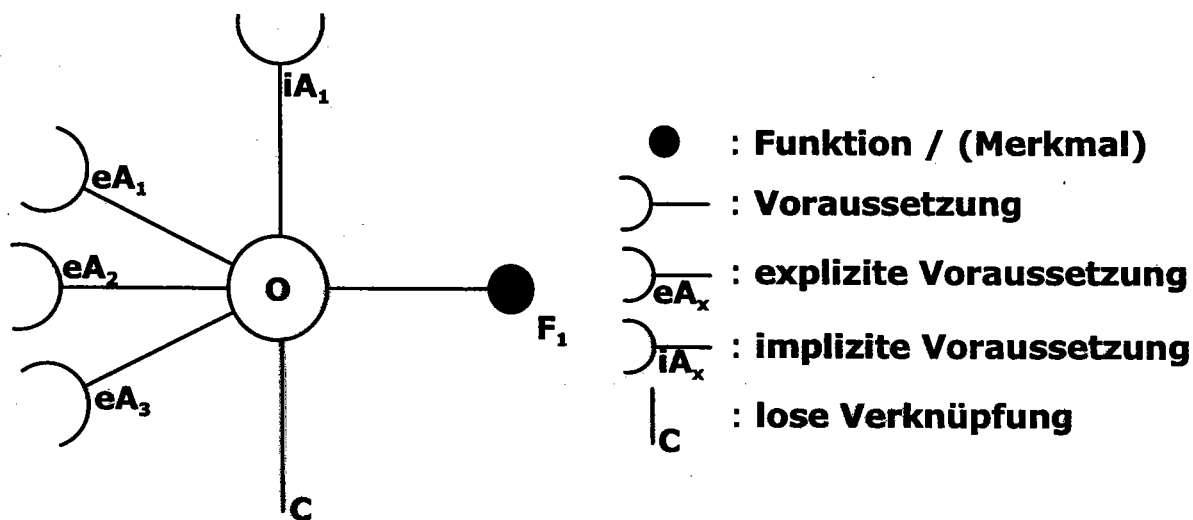 iA₁
eA₁
eA₂
O
F₁
eA₃
C
: Funktion / (Merkmal)
: Voraussetzung
eAₓ : explizite Voraussetzung
iAₓ : implizite Voraussetzung
C : lose Verknüpfung